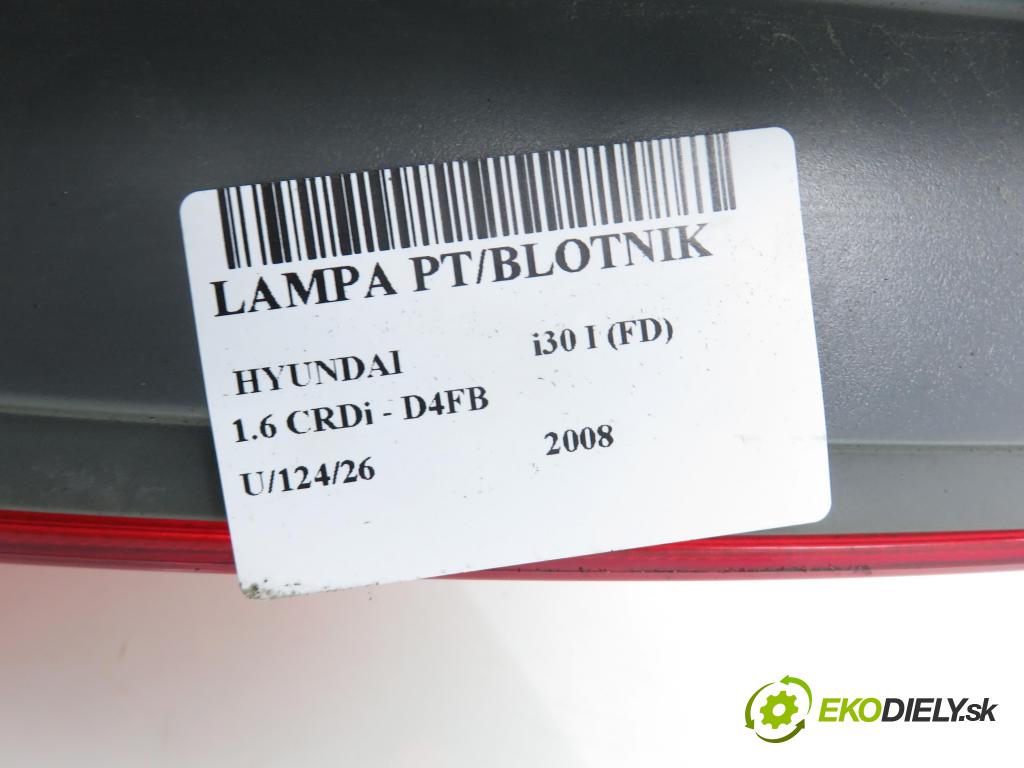 LAMPA PT/BLOTNIK
HYUNDAI i30 I (FD)
1.6 CRDi - D4FB
U/124/26 2008
EKODIELY.sk